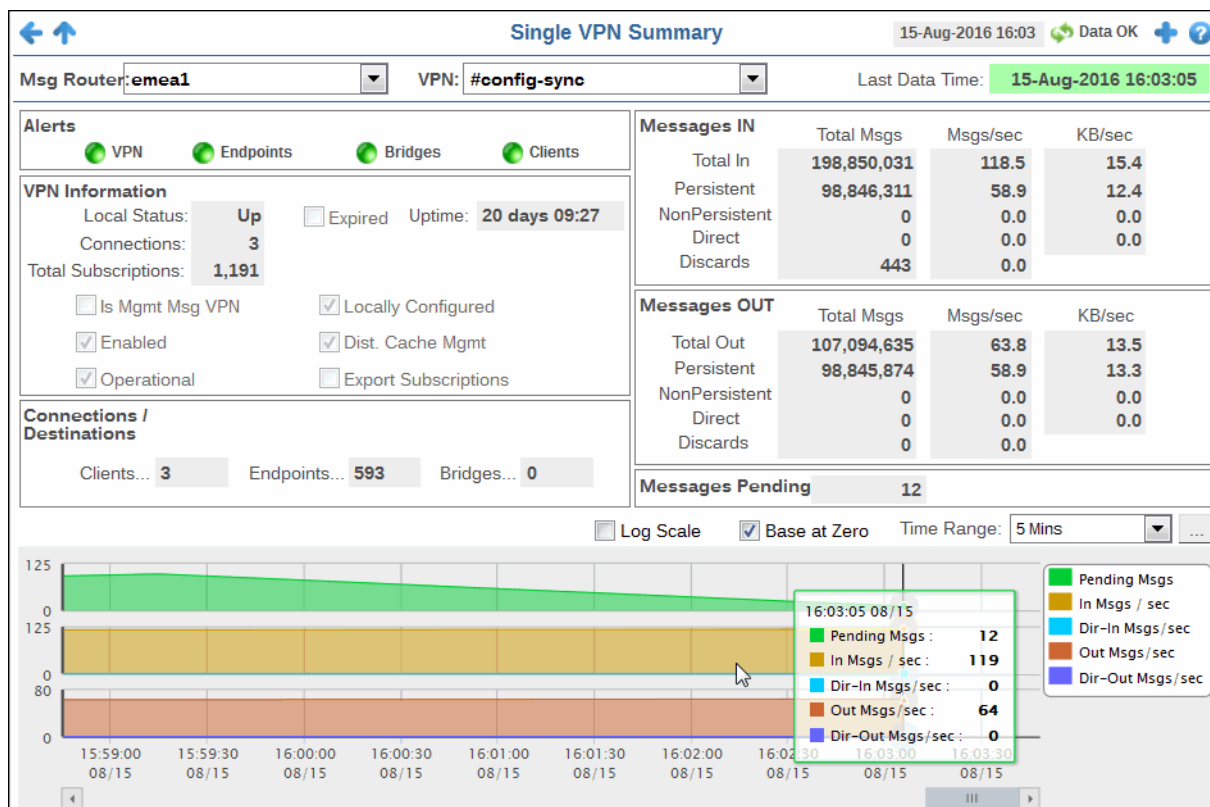 Single VPN Summary 15-Aug-2016 16:03 Data OK
Msg Router: emea1 VPN: #config-sync Last Data Time: 15-Aug-2016 16:03:05
Alerts
VPN Endpoints Bridges Clients
VPN Information
Local Status: Up Expired Uptime: 20 days 09:27
Connections: 3
Total Subscriptions: 1,191
Is Mgmt Msg VPN Locally Configured
Enabled Dist. Cache Mgmt
Operational Export Subscriptions
Connections /
Destinations
Clients... 3 Endpoints... 593 Bridges... 0
Messages IN Total Msgs Msgs/sec KB/sec
Total In 198,850,031 118.5 15.4
Persistent 98,846,311 58.9 12.4
NonPersistent 0 0.0 0.0
Direct 0 0.0 0.0
Discards 443 0.0
Messages OUT Total Msgs Msgs/sec KB/sec
Total Out 107,094,635 63.8 13.5
Persistent 98,845,874 58.9 13.3
NonPersistent 0 0.0 0.0
Direct 0 0.0 0.0
Discards 0 0.0
Messages Pending 12
Log Scale Base at Zero Time Range: 5 Mins ...
125
0
125
0
80
0
16:03:05 08/15
Pending Msgs : 12
In Msgs / sec : 119
Dir-In Msgs/sec : 0
Out Msgs/sec : 64
Dir-Out Msgs/sec : 0
Pending Msgs
In Msgs / sec
Dir-In Msgs/sec
Out Msgs/sec
Dir-Out Msgs/sec
15:59:00 15:59:30 16:00:00 16:00:30 16:01:00 16:01:30 16:02:00 16:02:30 16:03:00 16:03:30
08/15 08/15 08/15 08/15 08/15 08/15 08/15 08/15 08/15 08/15